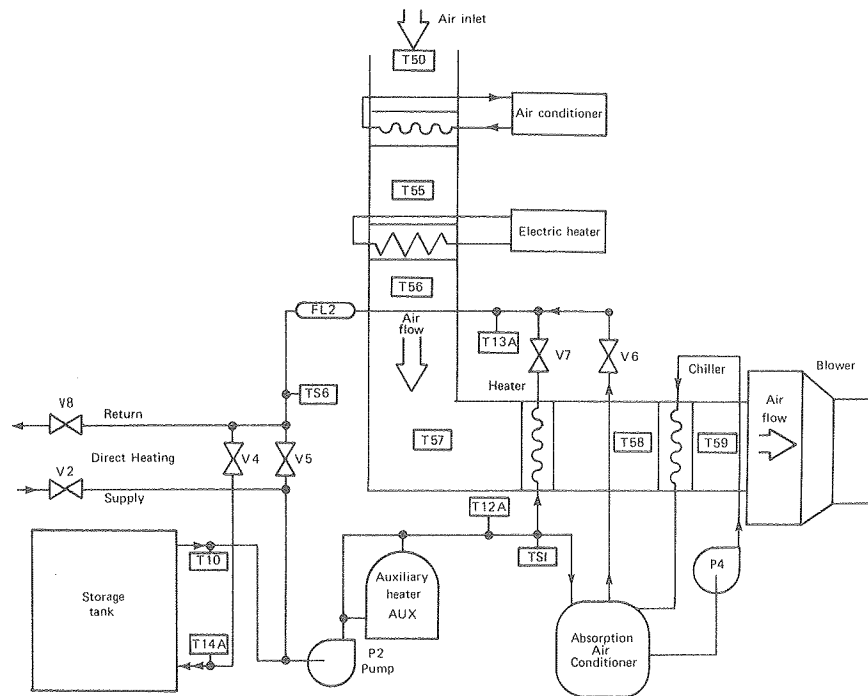 Air inlet
T50
Air conditioner
T55
Electric heater
T56
FL2
Air
flow
T13A
V7
V6
Chiller
Blower
Heater
TS6
V8
Return
T57
T58
T59
Air
flow
Direct Heating
V4
V5
V2
Supply
T12A
T10
TS1
P4
Storage
tank
Auxiliary
heater
AUX
T14A
P2
Pump
Absorption
Air
Conditioner